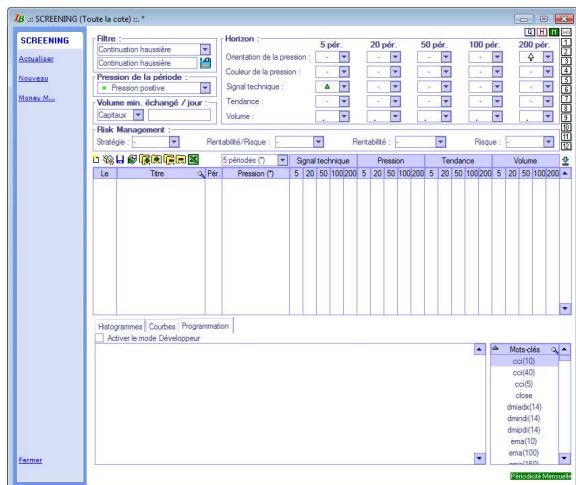 .:: SCREENING (Toute la cote) ::. *
SCREENING
Actualiser
Nouveau
Money M...
Fermer
Filtre :
Continuation haussière
Continuation haussière
Pression de la période :
Pression positive
Volume min. échangé / jour :
Capitaux
Horizon :
5 pér. 20 pér. 50 pér. 100 pér. 200 pér.
Orientation de la pression :
Couleur de la pression :
Signal technique :
Tendance :
Volume :
Q H M
1
2
3
4
5
6
7
8
9
10
11
12
Risk Management :
Stratégie : - Rentabilité/Risque : - Rentabilité : - Risque : -
5 périodes (*) Signal technique Pression Tendance Volume
Le Titre Pér. Pression (*) 5 20 50 100 200 5 20 50 100 200 5 20 50 100 200 5 20 50 100 200
Histogrammes Courbes Programmation
Activer le mode Développeur
Mots-clés
cci(10)
cci(40)
cci(5)
close
dmiadx(14)
dmindi(14)
dmipdi(14)
ema(10)
ema(100)
ema(150)
Périodicité Mensuelle